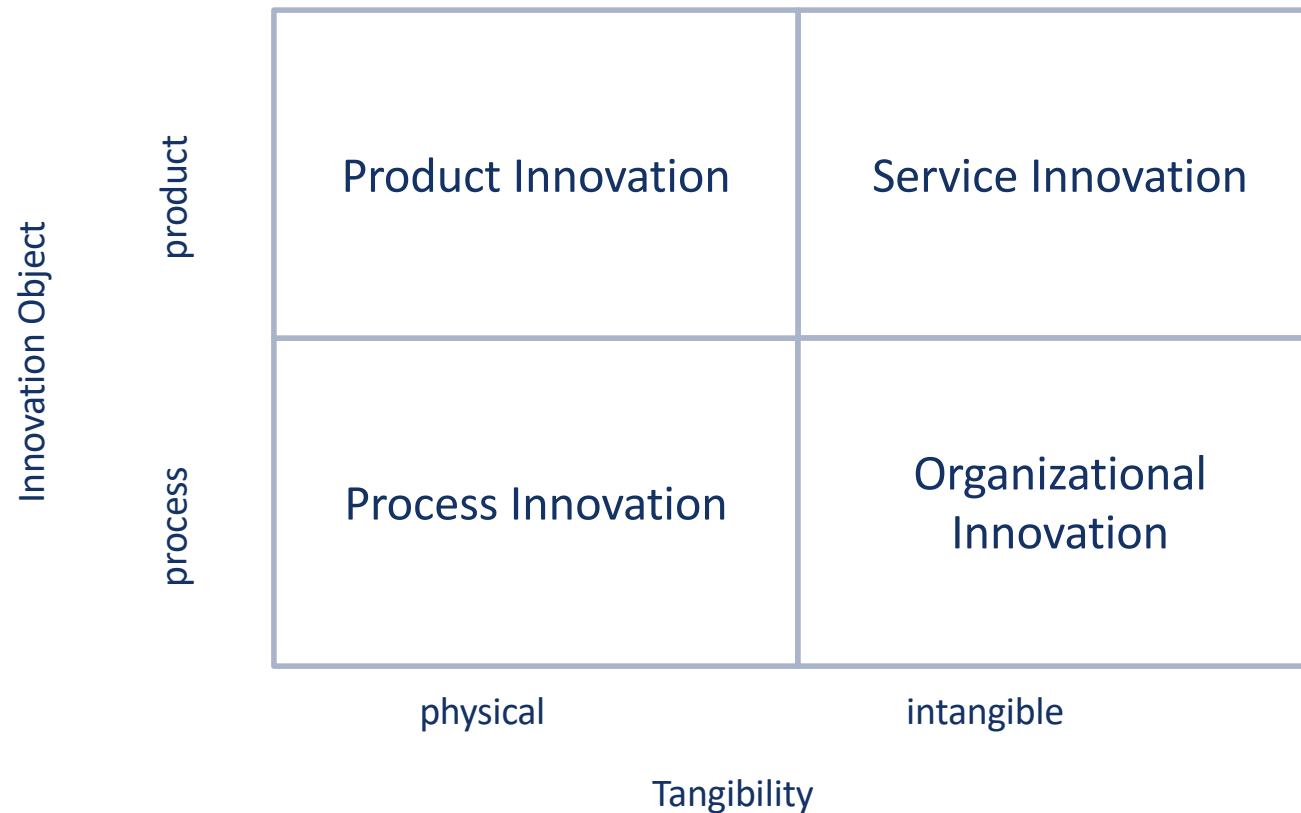 Innovation Object
product
Product Innovation
Service Innovation
process
Process Innovation
Organizational
Innovation
physical
intangible
Tangibility